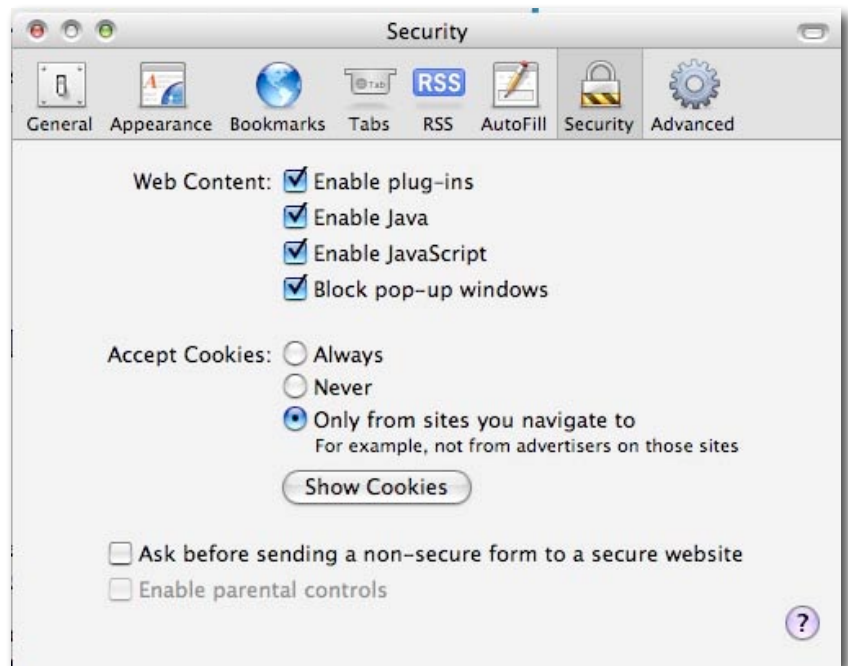 Security
General Appearance Bookmarks Tabs RSS AutoFill Security Advanced
Web Content: Enable plug-ins
Enable Java
Enable JavaScript
Block pop-up windows
Accept Cookies: Always
Never
Only from sites you navigate to
For example, not from advertisers on those sites
Show Cookies
Ask before sending a non-secure form to a secure website
Enable parental controls
?